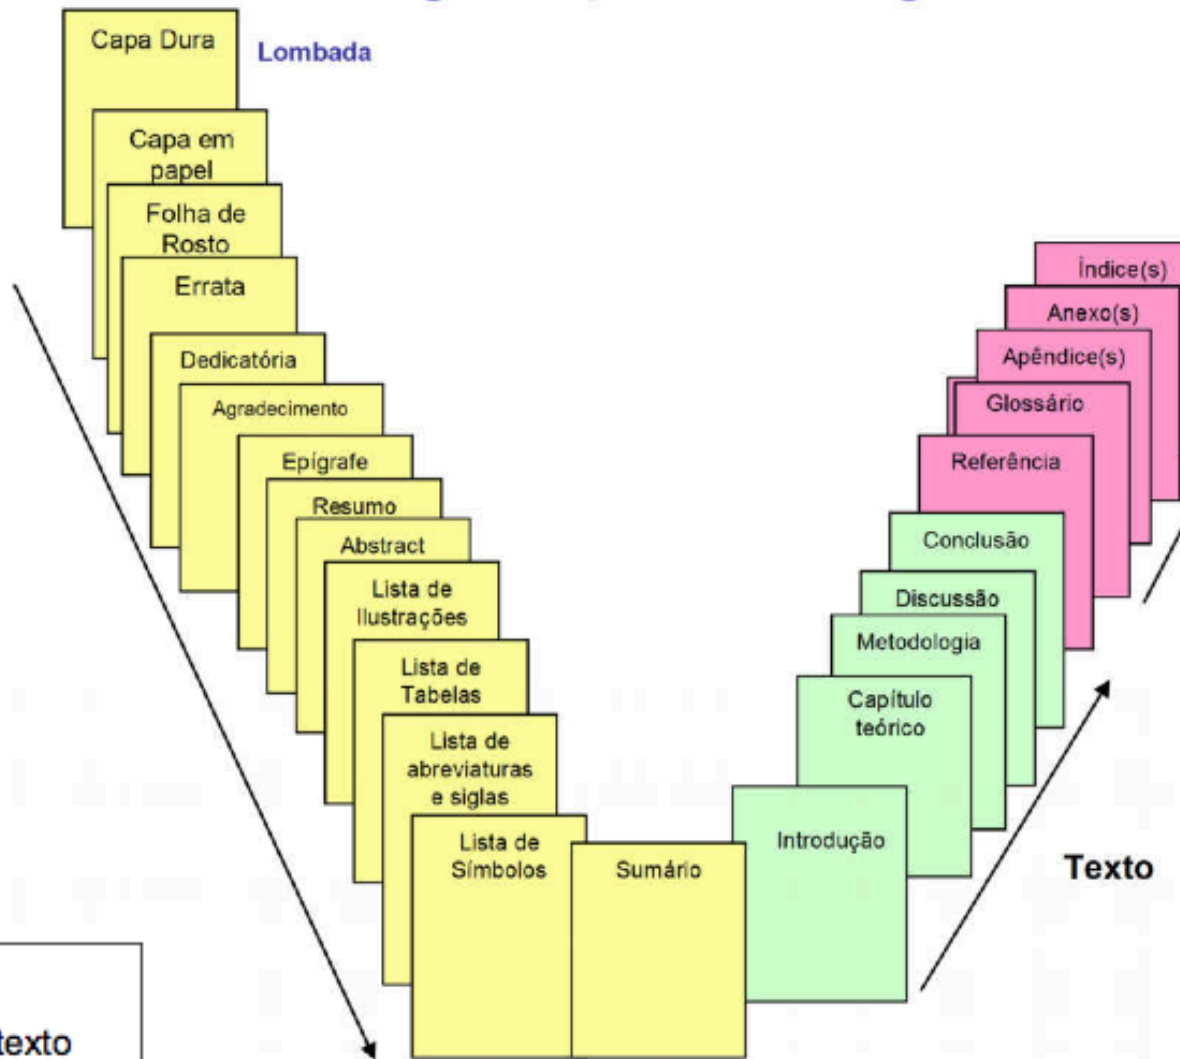 Capa Dura
Lombada
Capa em
papel
Folha de
Rosto
Errata
Dedicatória
Agradecimento
Epígrafe
Resumo
Abstract
Lista de
Ilustrações
Lista de
Tabelas
Lista de
abreviaturas
e siglas
Lista de
Símbolos
Sumário
Introdução
Capítulo
teórico
Metodologia
Discussão
Conclusão
Referência
Glossário
Apêndice(s)
Anexo(s)
Índice(s)
Texto
texto